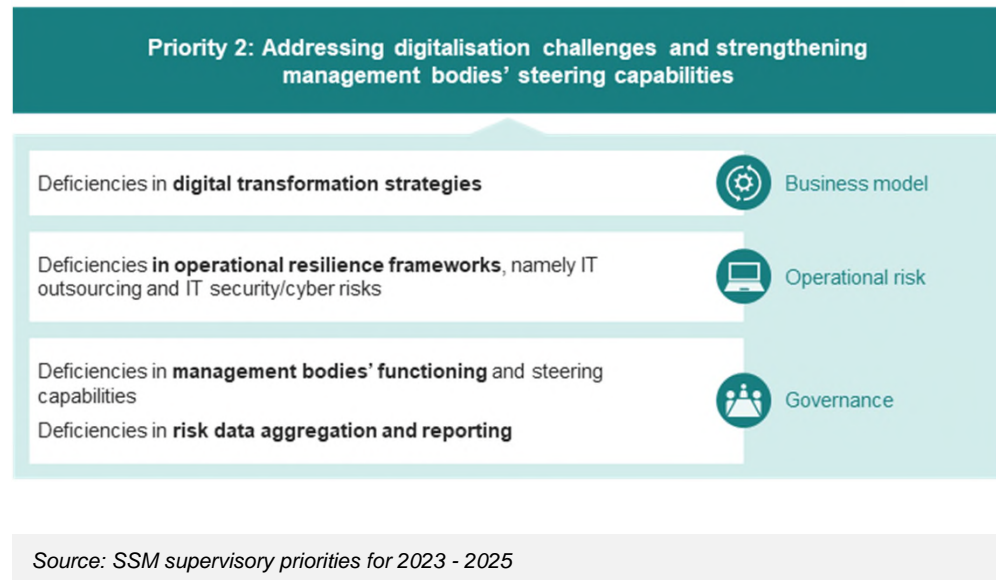 Priority 2: Addressing digitalisation challenges and strengthening
management bodies' steering capabilities
Deficiencies in digital transformation strategies
Business model
Deficiencies in operational resilience frameworks, namely IT
outsourcing and IT security/cyber risks
Operational risk
Deficiencies in management bodies' functioning and steering
capabilities
Deficiencies in risk data aggregation and reporting
Governance
Source: SSM supervisory priorities for 2023 - 2025